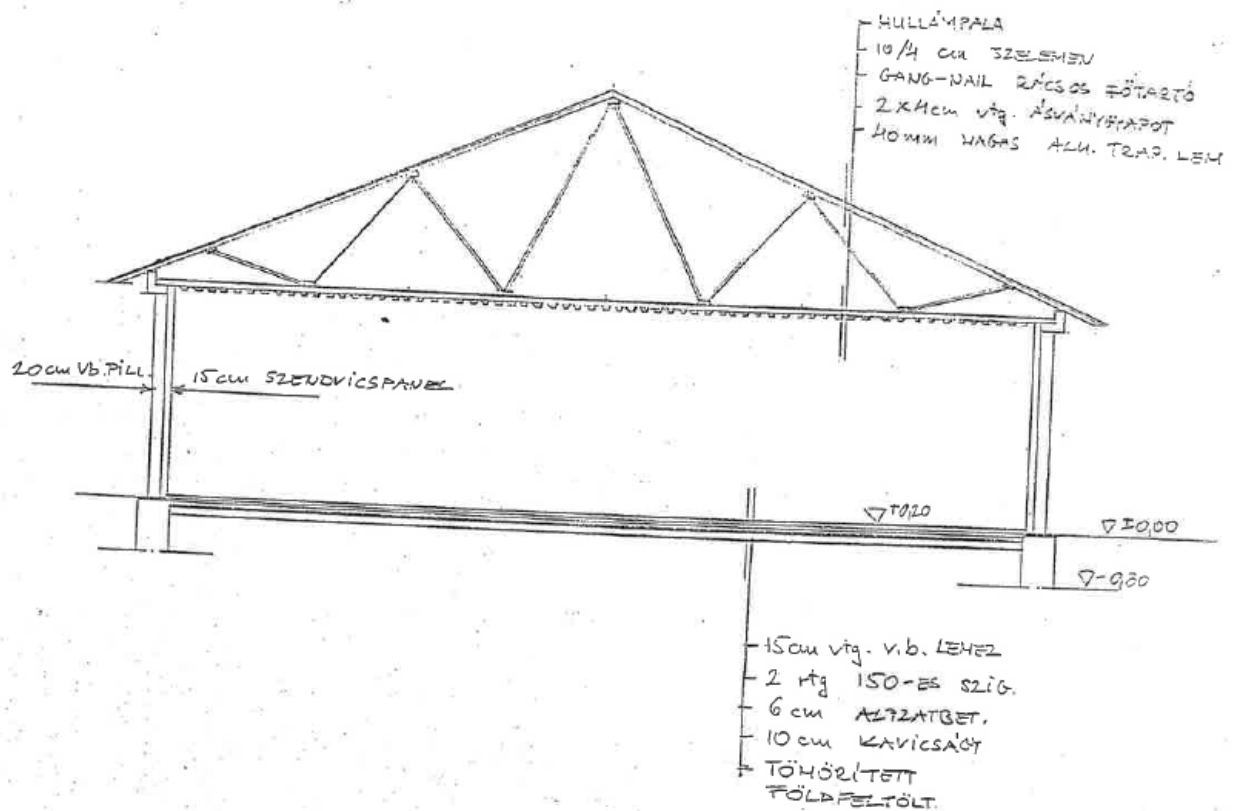 HULLÁMPALA
10/4 cm SZELEMEN
GANG-NAIL RÁCSOS FŐTARTÓ
2x4cm vtg. ÁSVÁNYGYAPOT
40mm MAGAS ALU. TRAP. LEM
20cm Vb.PILL.
15cm SZENDVICSPANEL
+0,20
±0,00
-0,80
15cm vtg. v.b. LEMEZ
2 rtg 150-ES SZIG.
6 cm ALJZATBET.
10 cm KAVICSÁGY
TÖMÖRÍTETT
FÖLDFELTÖLT.